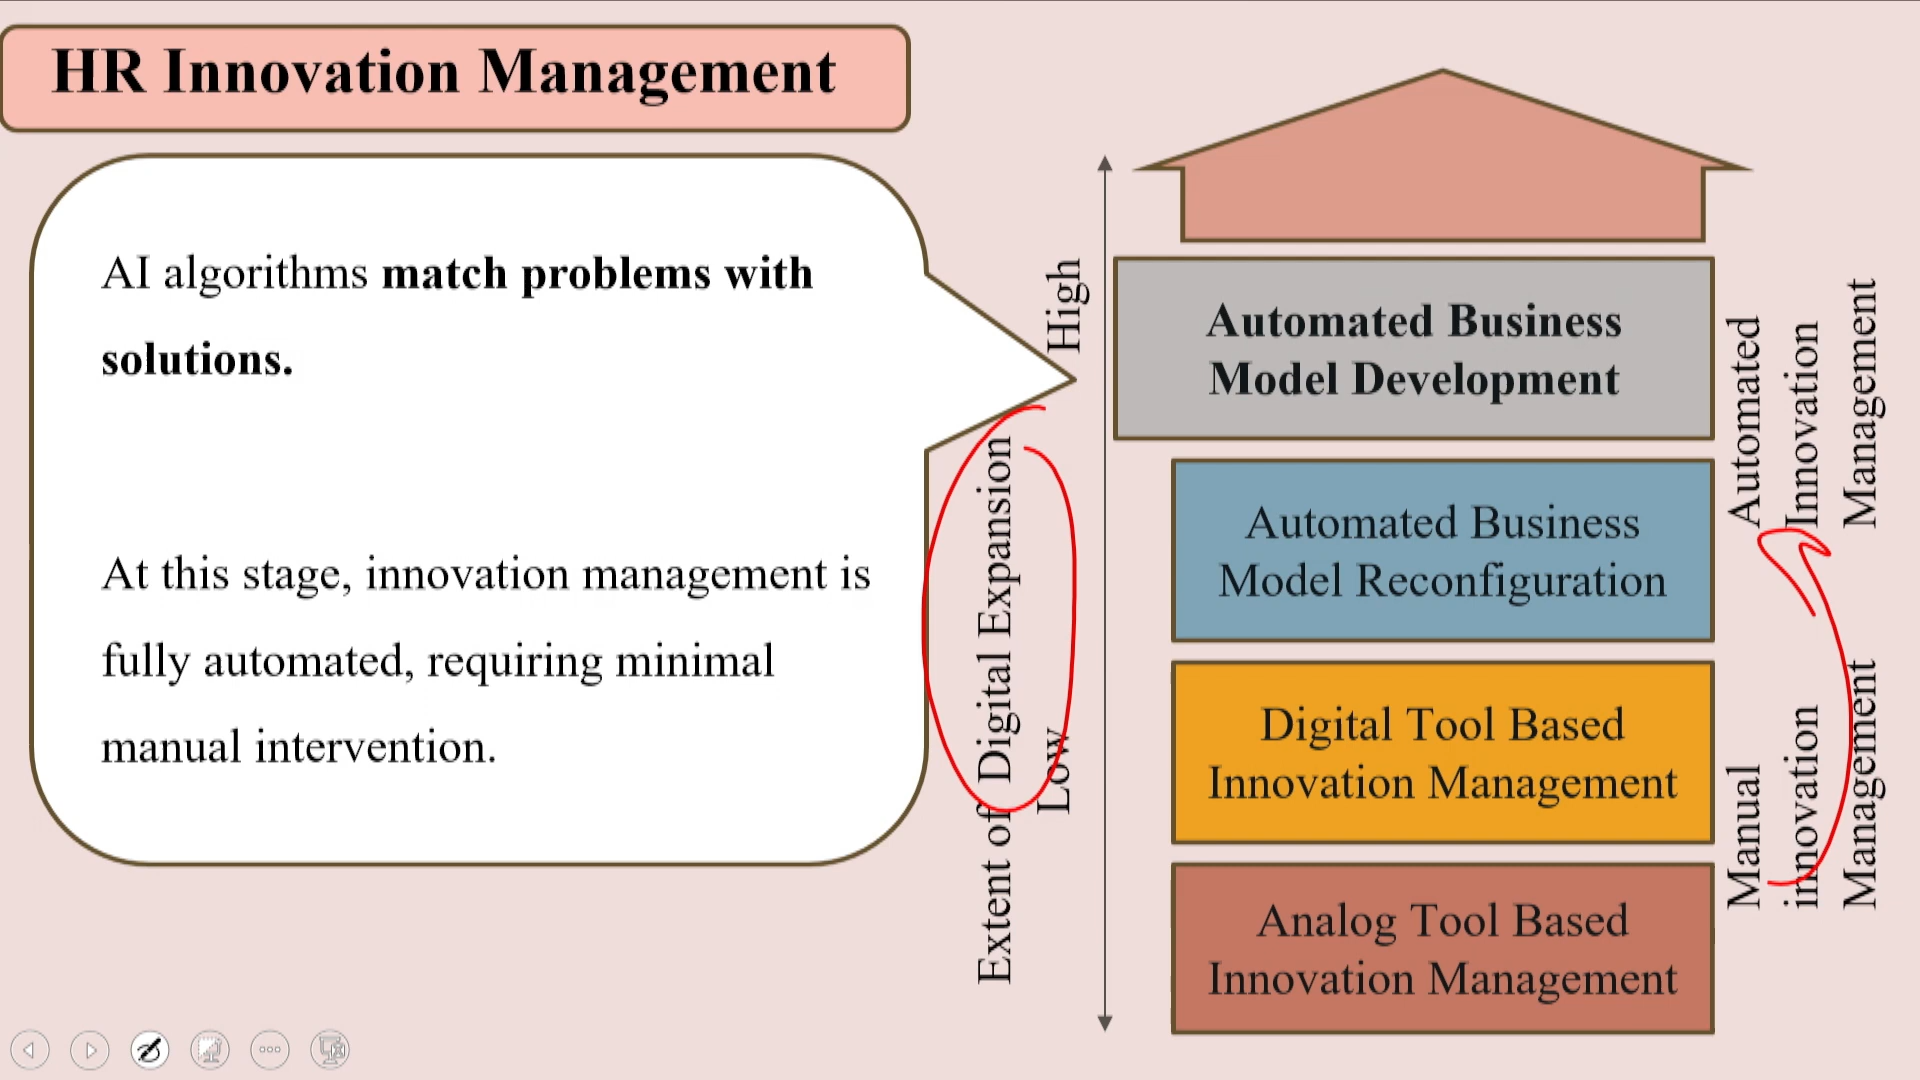 HR Innovation Management
AI algorithms match problems with
solutions.
At this stage, innovation management is
fully automated, requiring minimal
manual intervention.
Extent of Digital Expansion
High
Low
Automated Business
Model Development
Automated Business
Model Reconfiguration
Digital Tool Based
Innovation Management
Analog Tool Based
Innovation Management
Automated
Innovation
Management
Manual
innovation
Management